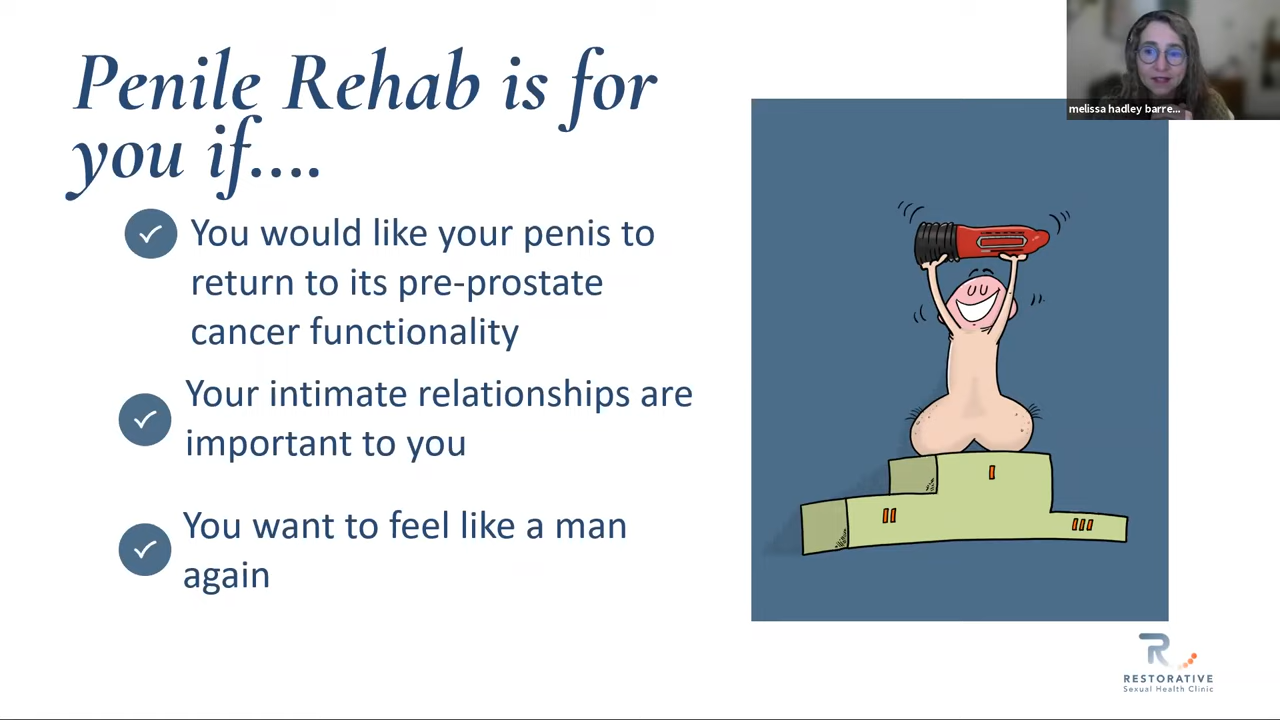 Penile Rehab is for
you if....
You would like your penis to
return to its pre-prostate
cancer functionality
Your intimate relationships are
important to you
You want to feel like a man
again
melissa hadley barre...
I
II
III
R
RESTORATIVE
Sexual Health Clinic